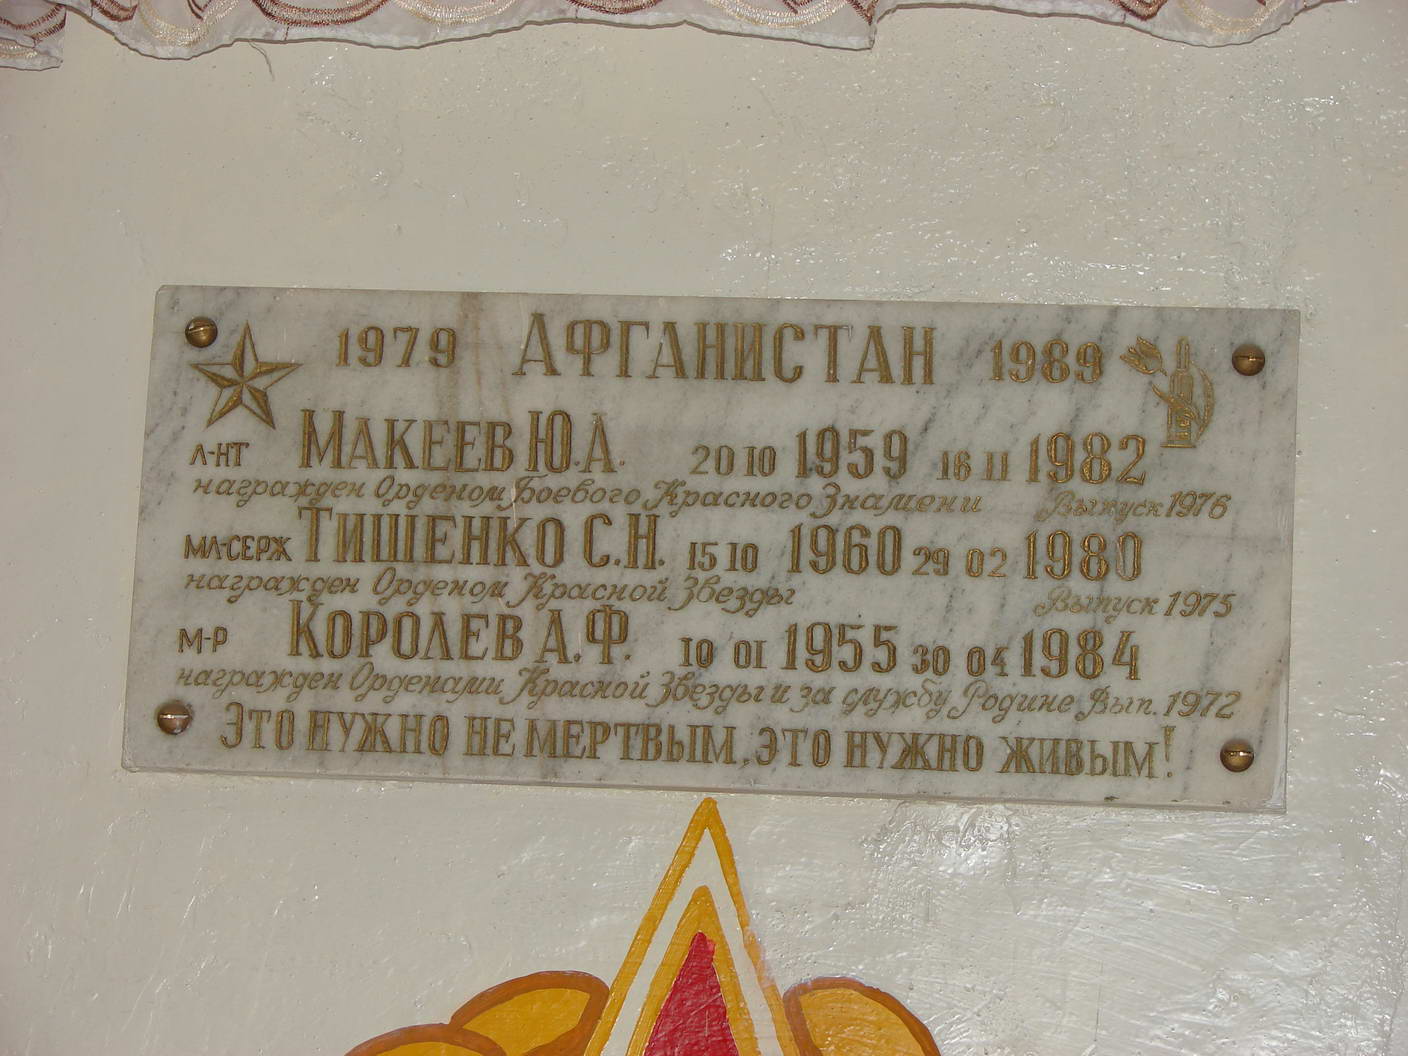 1979 АФГАНИСТАН 1989
Л-НТ МАКЕЕВ Ю.А. 20 10 1959 16 11 1982
награжден Орденом Боевого Красного Знамени Выпуск 1976
МЛ-СЕРЖ ТИШЕНКО С.Н. 15 10 1960 29 02 1980
награжден Орденом Красной Звезды Выпуск 1975
М-Р КОРОЛЕВ А.Ф. 10 01 1955 30 04 1984
награжден Орденами Красной Звезды и за службу Родине Вып. 1972
ЭТО НУЖНО НЕ МЕРТВЫМ, ЭТО НУЖНО ЖИВЫМ!